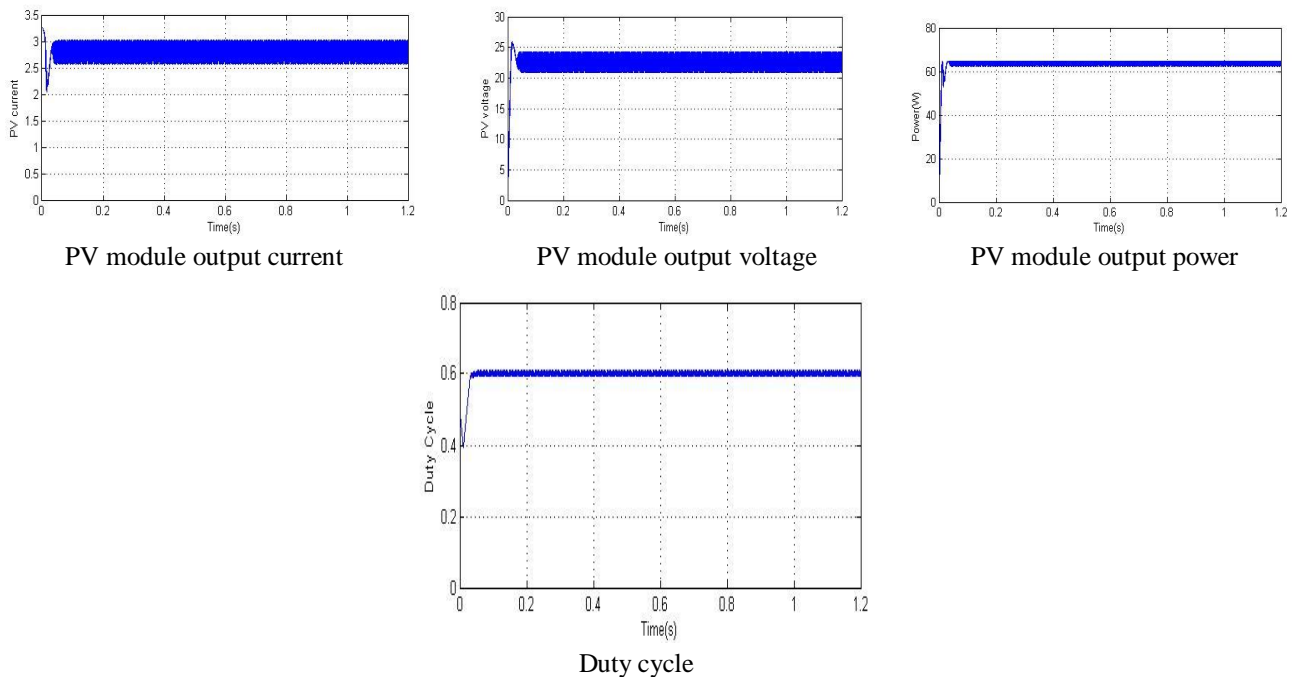 3.5
3
2.5
2
1.5
1
0.5
0
PV current
0 0.2 0.4 0.6 0.8 1 1.2
Time(s)
PV module output current
30
25
20
15
10
5
0
PV voltage
0 0.2 0.4 0.6 0.8 1 1.2
Time(s)
PV module output voltage
80
60
40
20
0
Power(W)
0 0.2 0.4 0.6 0.8 1 1.2
Time(s)
PV module output power
0.8
0.6
0.4
0.2
0
Duty Cycle
0 0.2 0.4 0.6 0.8 1 1.2
Time(s)
Duty cycle